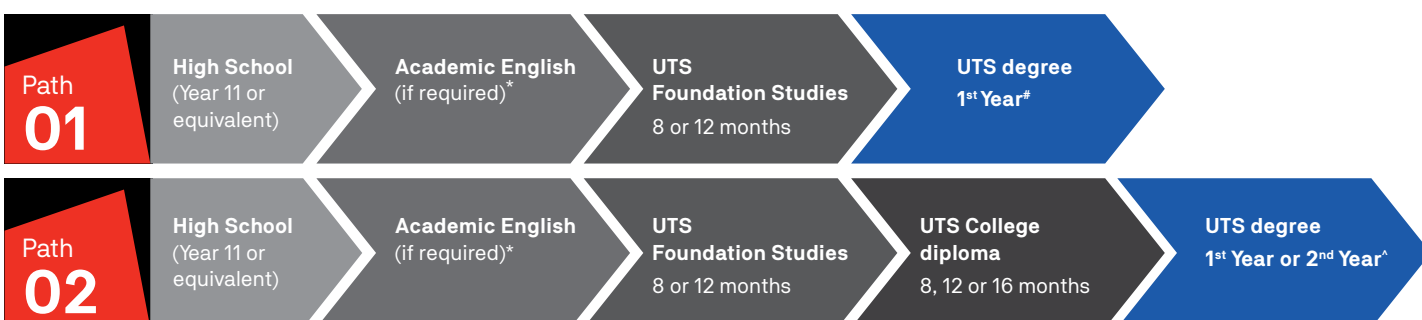 Path
01
High School
(Year 11 or
equivalent)
Academic English
(if required)*
UTS
Foundation Studies
8 or 12 months
UTS degree
1st Year#
Path
02
High School
(Year 11 or
equivalent)
Academic English
(if required)*
UTS
Foundation Studies
8 or 12 months
UTS College
diploma
8, 12 or 16 months
UTS degree
1st Year or 2nd Year^